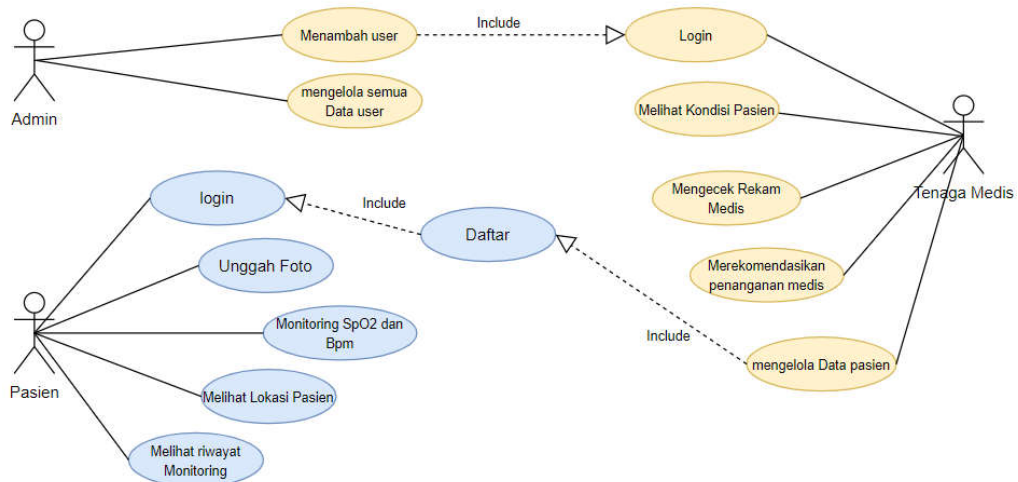 Include
Menambah user
Login
mengelola semua
Data user
Admin
Melihat Kondisi Pasien
Tenaga Medis
Mengecek Rekam
Medis
login
Include
Daftar
Unggah Foto
Merekomendasikan
penanganan medis
Monitoring SpO2 dan
Bpm
Include
mengelola Data pasien
Pasien
Melihat Lokasi Pasien
Melihat riwayat
Monitoring